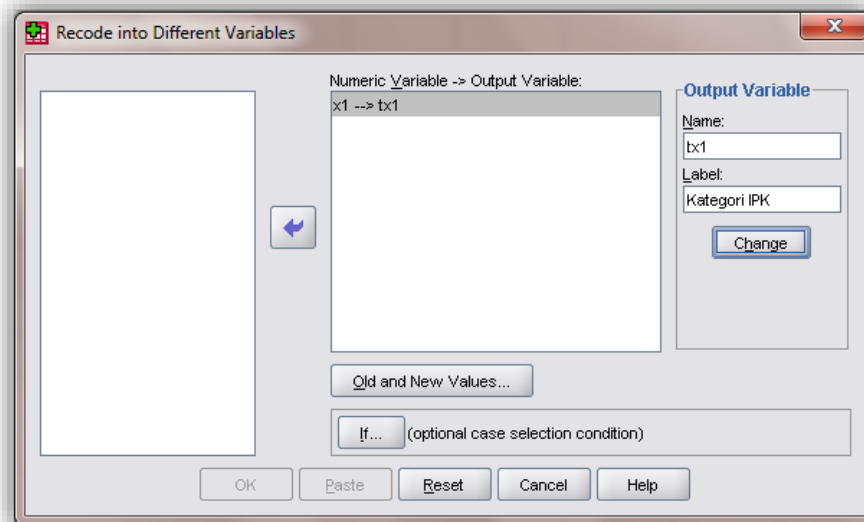 Recode into Different Variables
Numeric Variable -> Output Variable:
x1 --> tx1
Output Variable
Name:
tx1
Label:
Kategori IPK
Change
Old and New Values...
If... (optional case selection condition)
OK Paste Reset Cancel Help